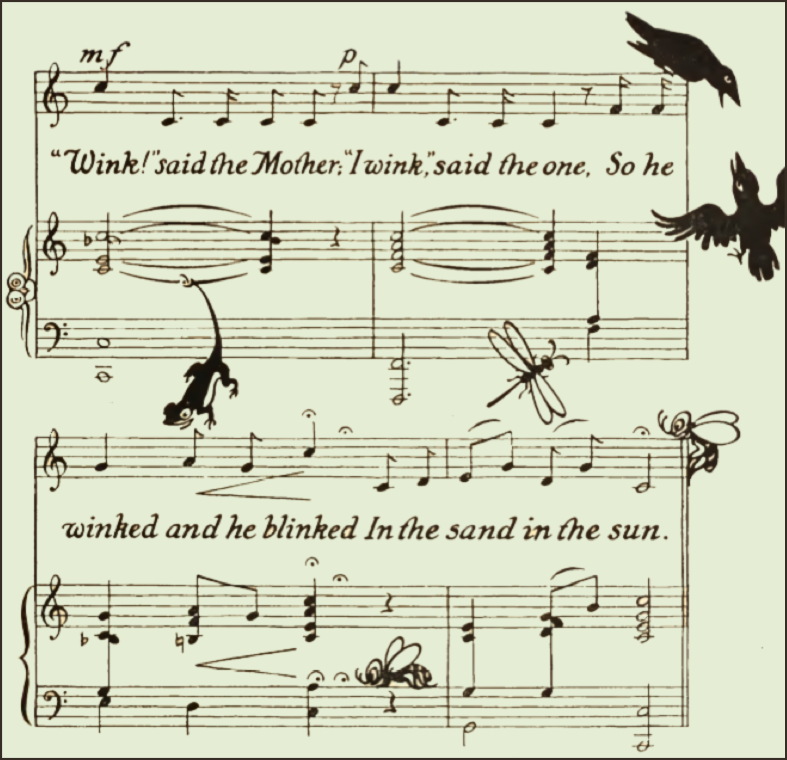 mf p
"Wink!" said the Mother; "I wink," said the one, So he
winked and he blinked In the sand in the sun.